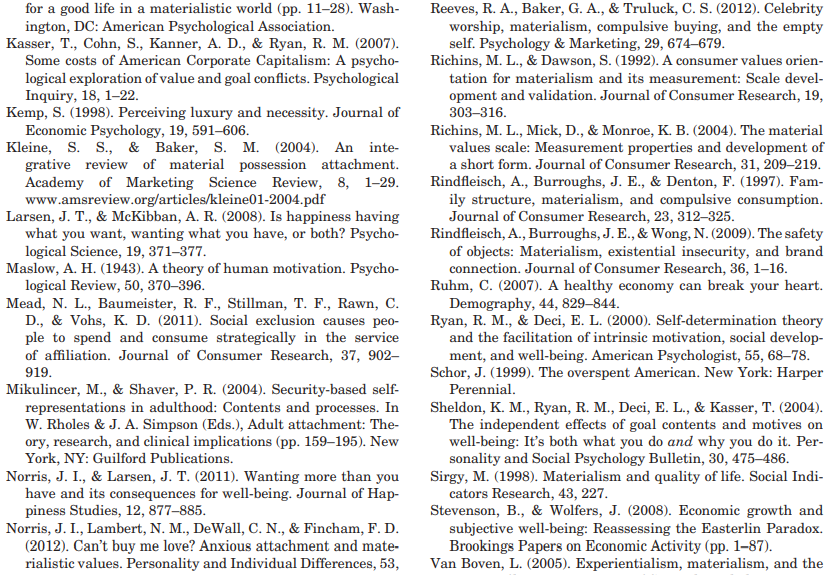 for a good life in a materialistic world (pp. 11–28). Wash-
ington, DC: American Psychological Association.
Kasser, T., Cohn, S., Kanner, A. D., & Ryan, R. M. (2007).
Some costs of American Corporate Capitalism: A psycho-
logical exploration of value and goal conflicts. Psychological
Inquiry, 18, 1–22.
Kemp, S. (1998). Perceiving luxury and necessity. Journal of
Economic Psychology, 19, 591–606.
Kleine, S. S., & Baker, S. M. (2004). An inte-
grative review of material possession attachment.
Academy of Marketing Science Review, 8, 1–29.
www.amsreview.org/articles/kleine01-2004.pdf
Larsen, J. T., & McKibban, A. R. (2008). Is happiness having
what you want, wanting what you have, or both? Psycho-
logical Science, 19, 371–377.
Maslow, A. H. (1943). A theory of human motivation. Psycho-
logical Review, 50, 370–396.
Mead, N. L., Baumeister, R. F., Stillman, T. F., Rawn, C.
D., & Vohs, K. D. (2011). Social exclusion causes peo-
ple to spend and consume strategically in the service
of affiliation. Journal of Consumer Research, 37, 902–
919.
Mikulincer, M., & Shaver, P. R. (2004). Security-based self-
representations in adulthood: Contents and processes. In
W. Rholes & J. A. Simpson (Eds.), Adult attachment: The-
ory, research, and clinical implications (pp. 159–195). New
York, NY: Guilford Publications.
Norris, J. I., & Larsen, J. T. (2011). Wanting more than you
have and its consequences for well-being. Journal of Hap-
piness Studies, 12, 877–885.
Norris, J. I., Lambert, N. M., DeWall, C. N., & Fincham, F. D.
(2012). Can't buy me love? Anxious attachment and mate-
rialistic values. Personality and Individual Differences, 53,
Reeves, R. A., Baker, G. A., & Truluck, C. S. (2012). Celebrity
worship, materialism, compulsive buying, and the empty
self. Psychology & Marketing, 29, 674–679.
Richins, M. L., & Dawson, S. (1992). A consumer values orien-
tation for materialism and its measurement: Scale devel-
opment and validation. Journal of Consumer Research, 19,
303–316.
Richins, M. L., Mick, D., & Monroe, K. B. (2004). The material
values scale: Measurement properties and development of
a short form. Journal of Consumer Research, 31, 209–219.
Rindfleisch, A., Burroughs, J. E., & Denton, F. (1997). Fam-
ily structure, materialism, and compulsive consumption.
Journal of Consumer Research, 23, 312–325.
Rindfleisch, A., Burroughs, J. E., & Wong, N. (2009). The safety
of objects: Materialism, existential insecurity, and brand
connection. Journal of Consumer Research, 36, 1–16.
Ruhm, C. (2007). A healthy economy can break your heart.
Demography, 44, 829–844.
Ryan, R. M., & Deci, E. L. (2000). Self-determination theory
and the facilitation of intrinsic motivation, social develop-
ment, and well-being. American Psychologist, 55, 68–78.
Schor, J. (1999). The overspent American. New York: Harper
Perennial.
Sheldon, K. M., Ryan, R. M., Deci, E. L., & Kasser, T. (2004).
The independent effects of goal contents and motives on
well-being: It's both what you do and why you do it. Per-
sonality and Social Psychology Bulletin, 30, 475–486.
Sirgy, M. (1998). Materialism and quality of life. Social Indi-
cators Research, 43, 227.
Stevenson, B., & Wolfers, J. (2008). Economic growth and
subjective well-being: Reassessing the Easterlin Paradox.
Brookings Papers on Economic Activity (pp. 1–87).
Van Boven, L. (2005). Experientialism, materialism, and the